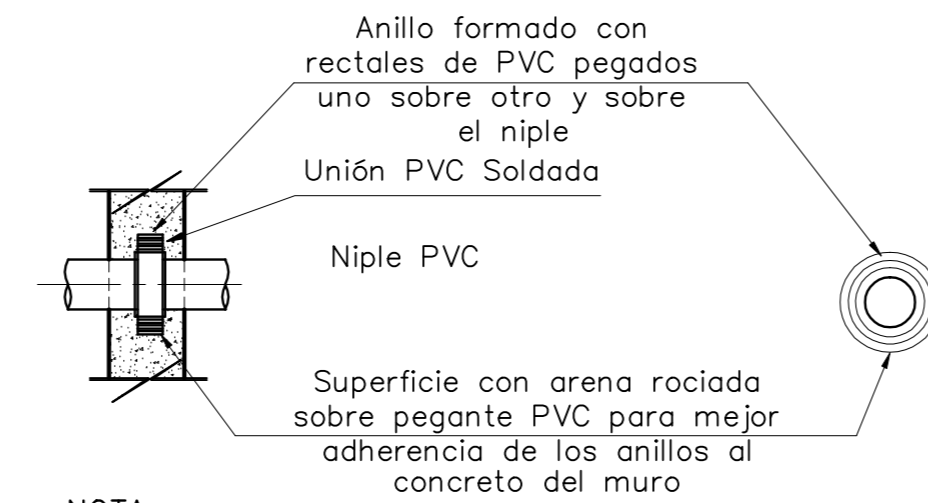 Anillo formado con
rectales de PVC pegados
uno sobre otro y sobre
el niple
Unión PVC Soldada
Niple PVC
Superficie con arena rociada
sobre pegante PVC para mejor
adherencia de los anillos al
concreto del muro
NOTA